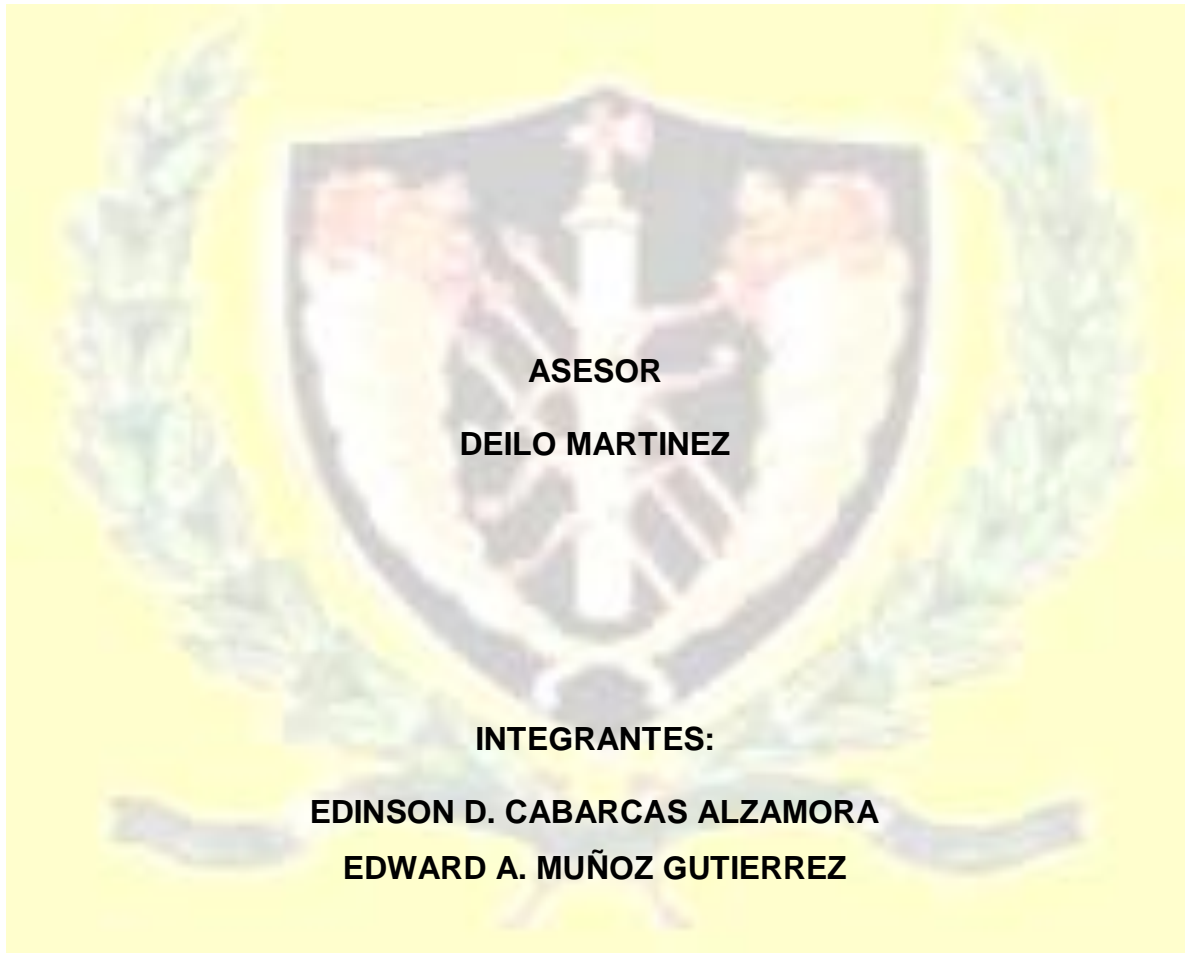 ASESOR
DEILO MARTINEZ
INTEGRANTES:
EDINSON D. CABARCAS ALZAMORA
EDWARD A. MUÑOZ GUTIERREZ